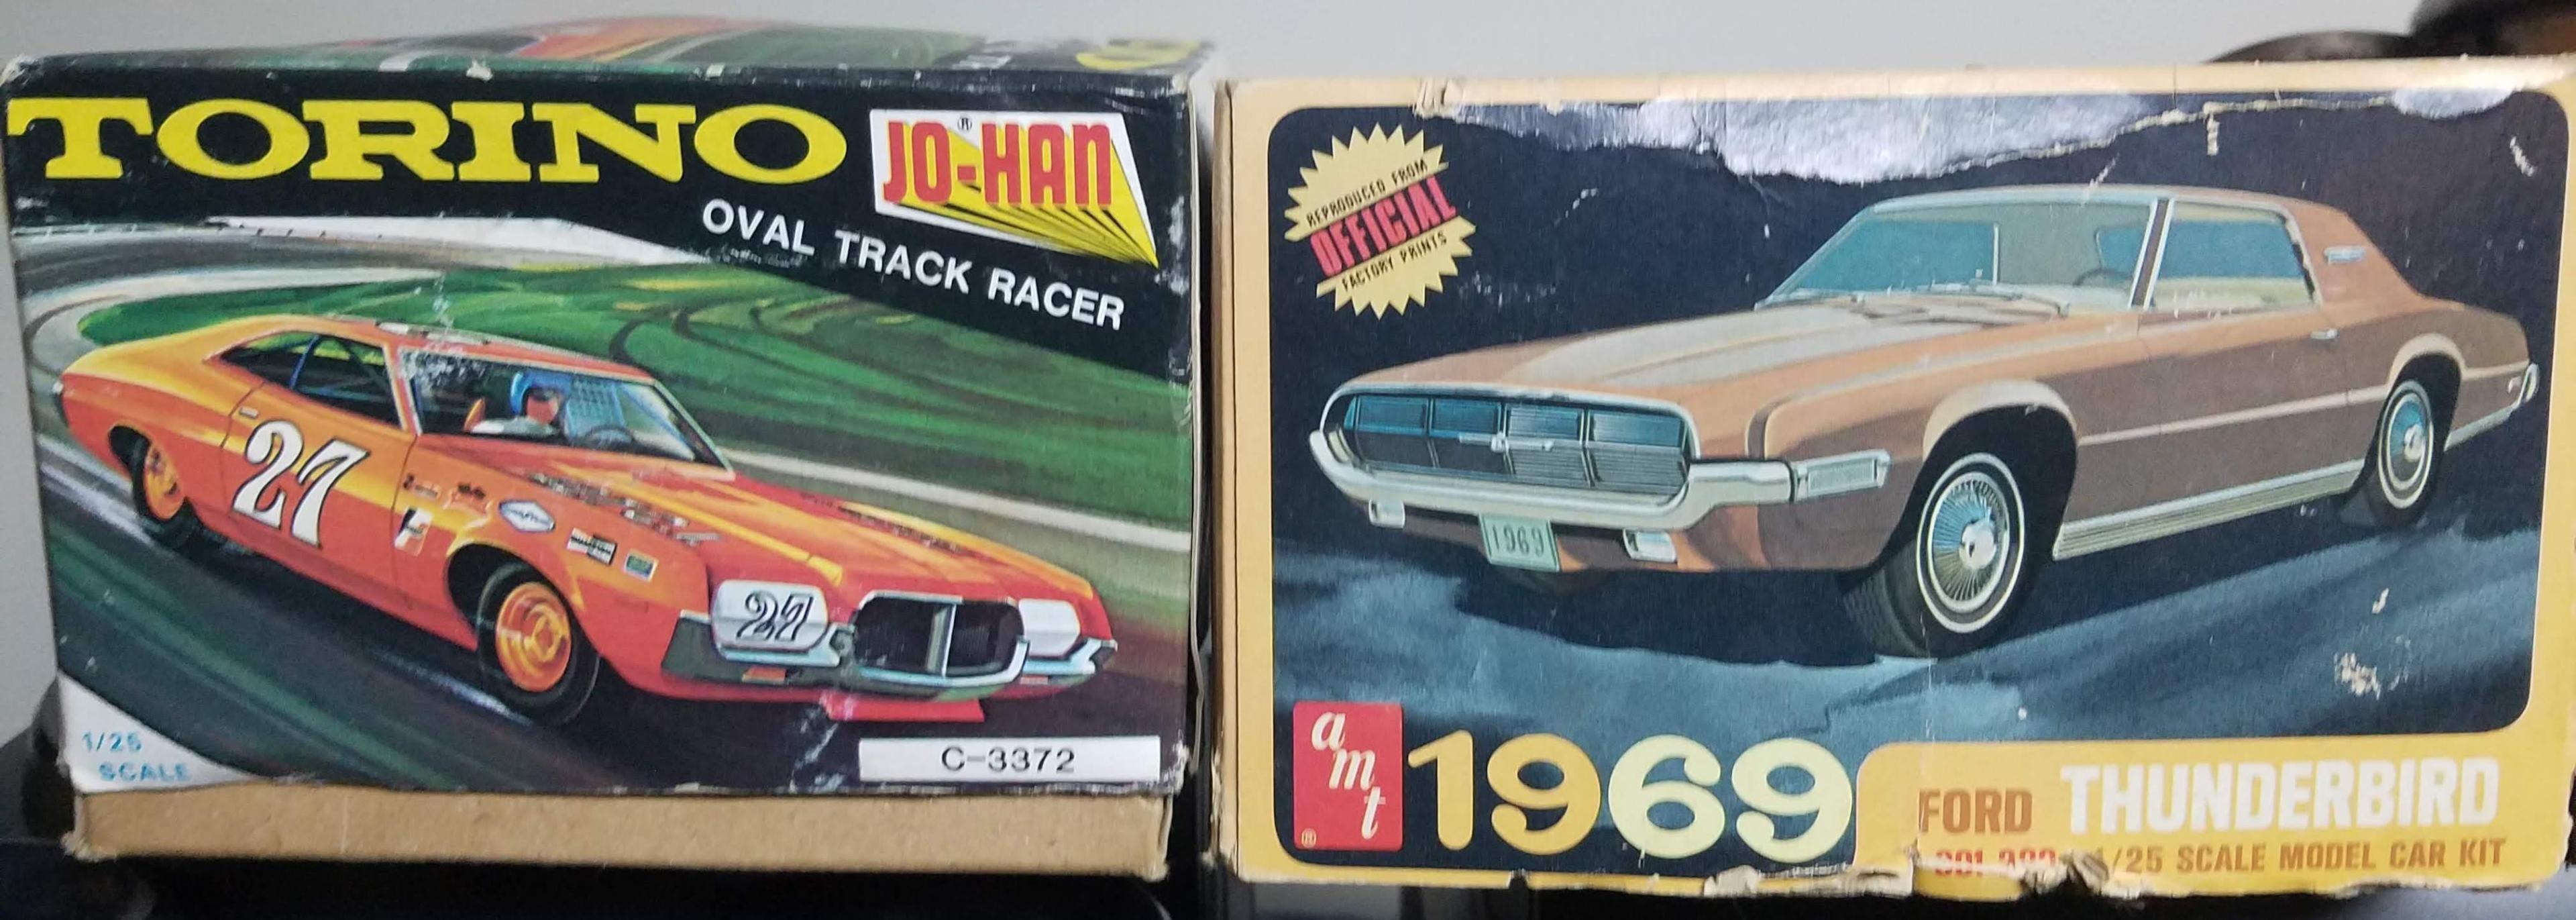 TORINO
JO-HAN®
OVAL TRACK RACER
27
27
1/25
SCALE
C-3372
REPRODUCED FROM
OFFICIAL
FACTORY PRINTS
1969
amt®
1969
FORD THUNDERBIRD
1/25 SCALE MODEL CAR KIT